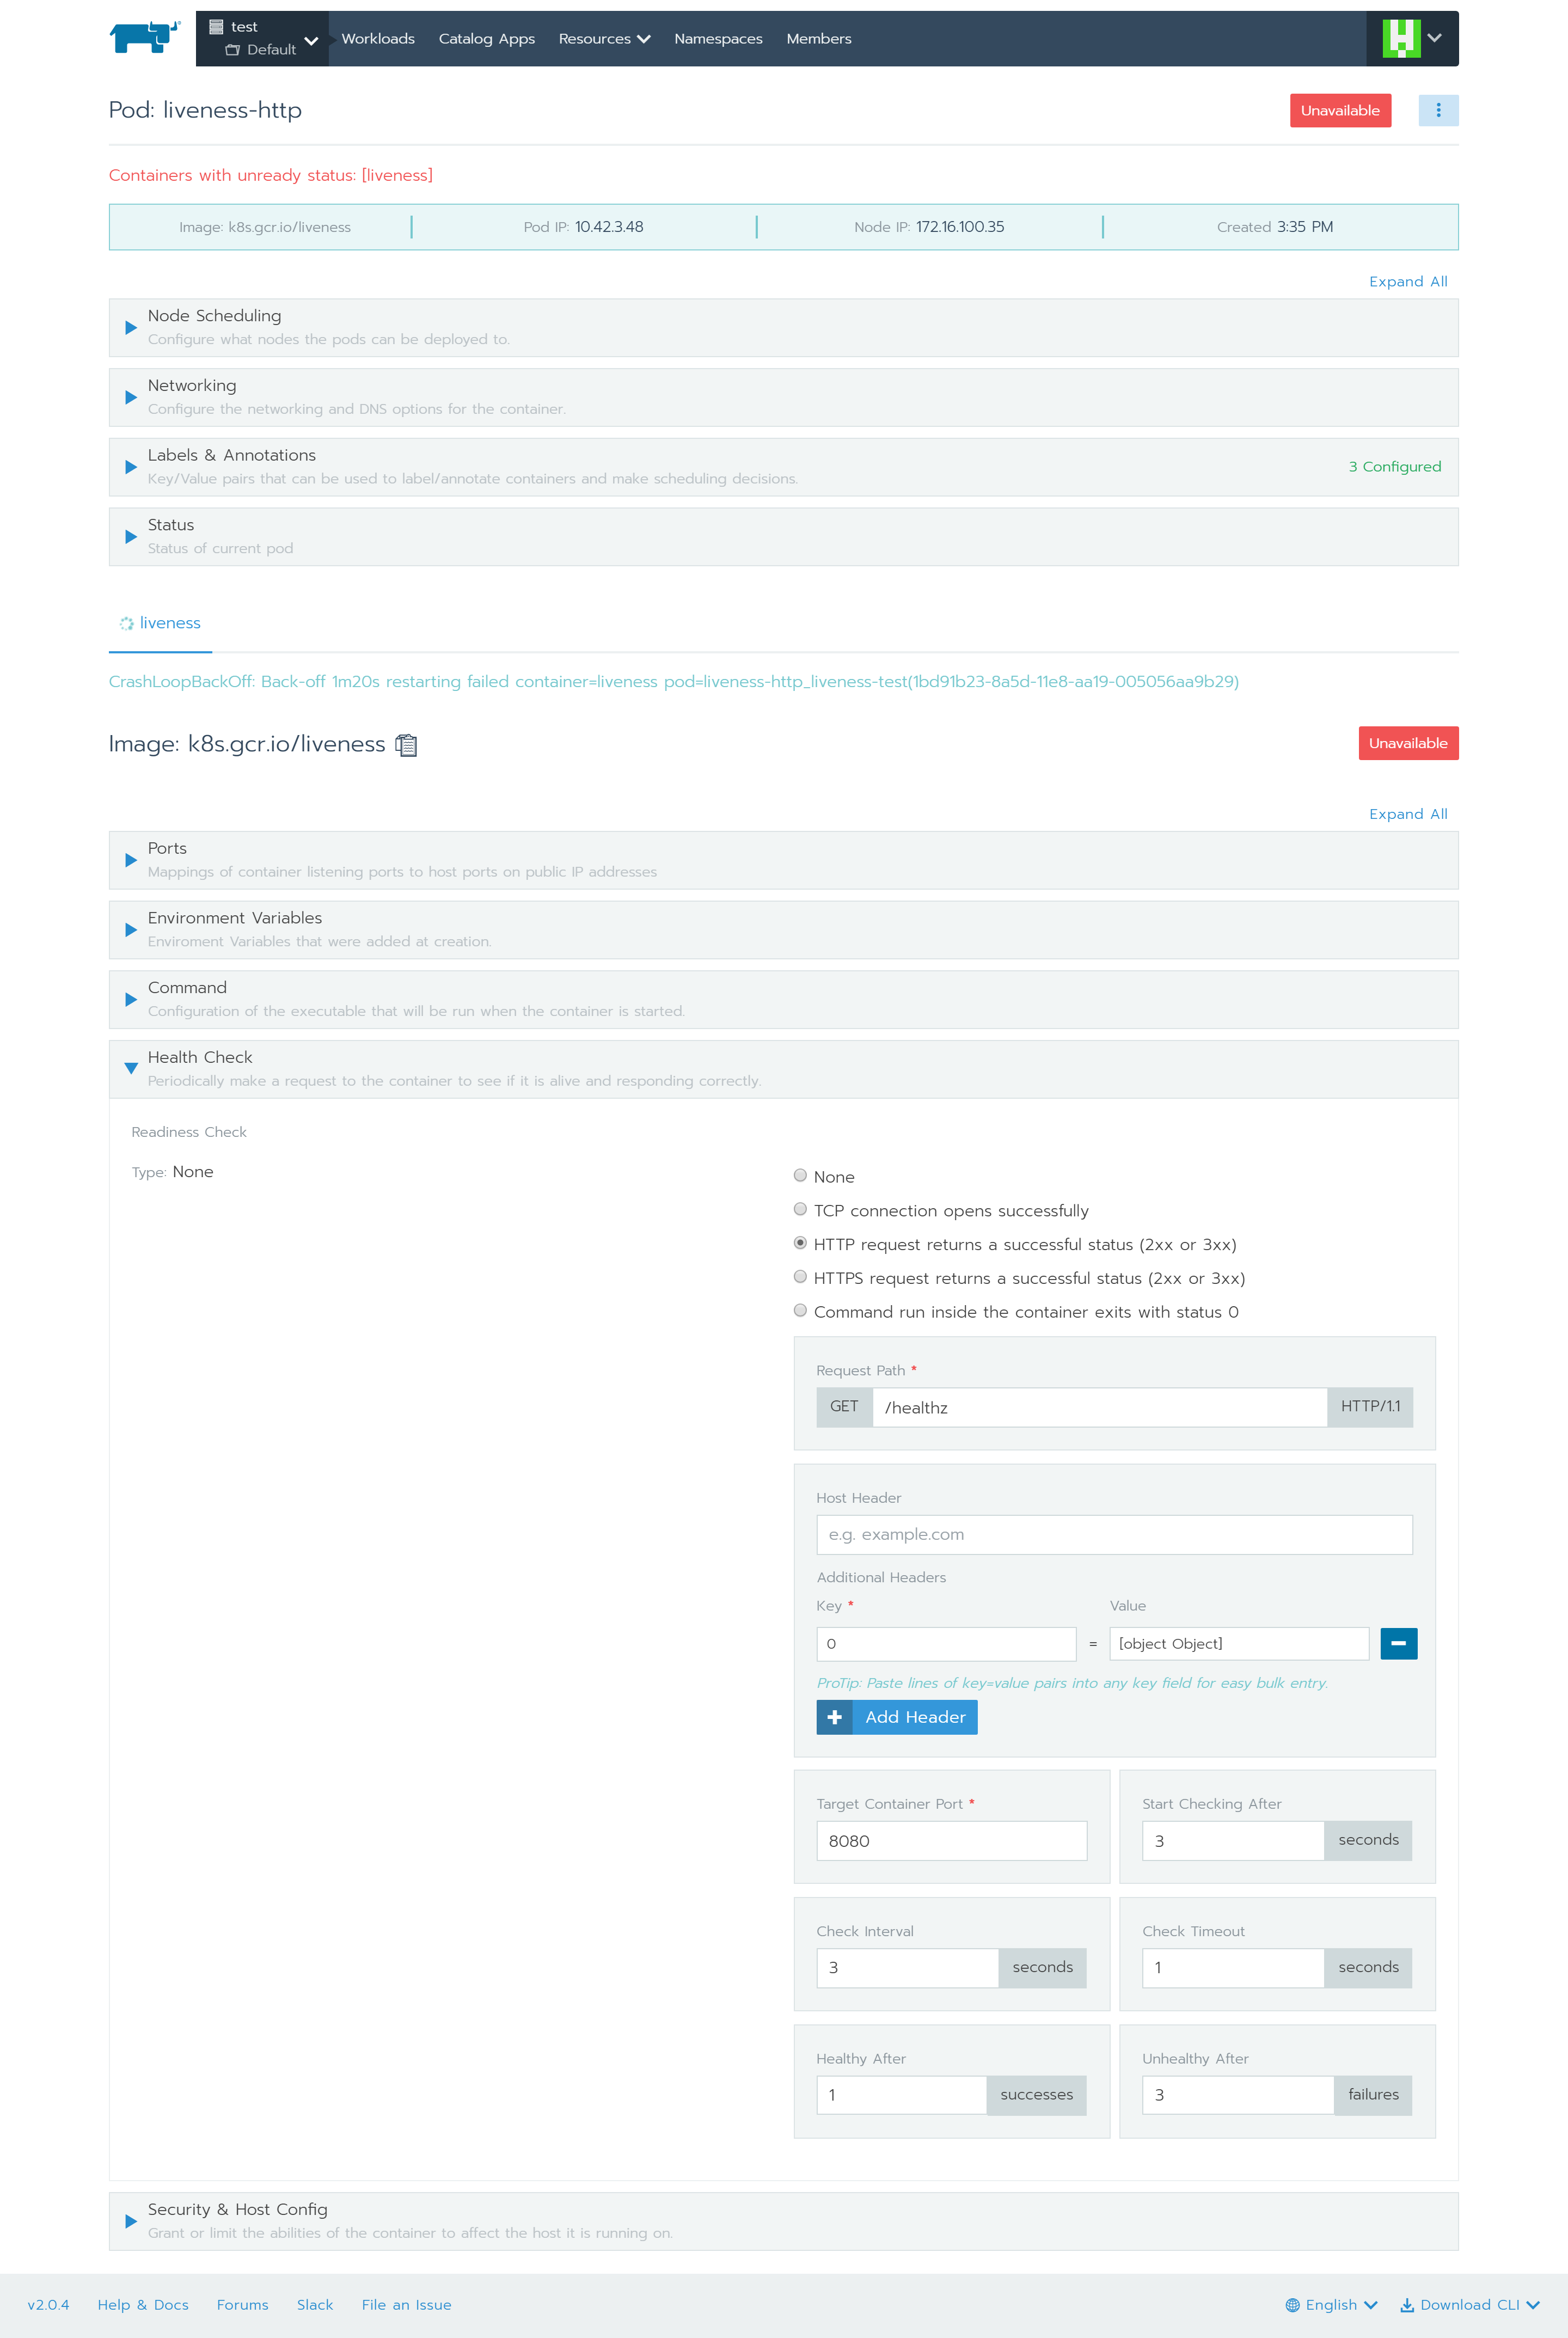 test
Default
Workloads Catalog Apps Resources Namespaces Members
Pod: liveness-http
Unavailable
Containers with unready status: [liveness]
Image: k8s.gcr.io/liveness Pod IP: 10.42.3.48 Node IP: 172.16.100.35 Created 3:35 PM
Expand All
Node Scheduling
Configure what nodes the pods can be deployed to.
Networking
Configure the networking and DNS options for the container.
Labels & Annotations
Key/Value pairs that can be used to label/annotate containers and make scheduling decisions.
3 Configured
Status
Status of current pod
liveness
CrashLoopBackOff: Back-off 1m20s restarting failed container=liveness pod=liveness-http_liveness-test(1bd91b23-8a5d-11e8-aa19-005056aa9b29)
Image: k8s.gcr.io/liveness
Unavailable
Expand All
Ports
Mappings of container listening ports to host ports on public IP addresses
Environment Variables
Enviroment Variables that were added at creation.
Command
Configuration of the executable that will be run when the container is started.
Health Check
Periodically make a request to the container to see if it is alive and responding correctly.
Readiness Check
Type: None
None
TCP connection opens successfully
HTTP request returns a successful status (2xx or 3xx)
HTTPS request returns a successful status (2xx or 3xx)
Command run inside the container exits with status 0
Request Path *
GET /healthz HTTP/1.1
Host Header
e.g. example.com
Additional Headers
Key * Value
0 = [object Object]
ProTip: Paste lines of key=value pairs into any key field for easy bulk entry.
Add Header
Target Container Port * Start Checking After
8080 3 seconds
Check Interval Check Timeout
3 seconds 1 seconds
Healthy After Unhealthy After
1 successes 3 failures
Security & Host Config
Grant or limit the abilities of the container to affect the host it is running on.
v2.0.4 Help & Docs Forums Slack File an Issue English Download CLI